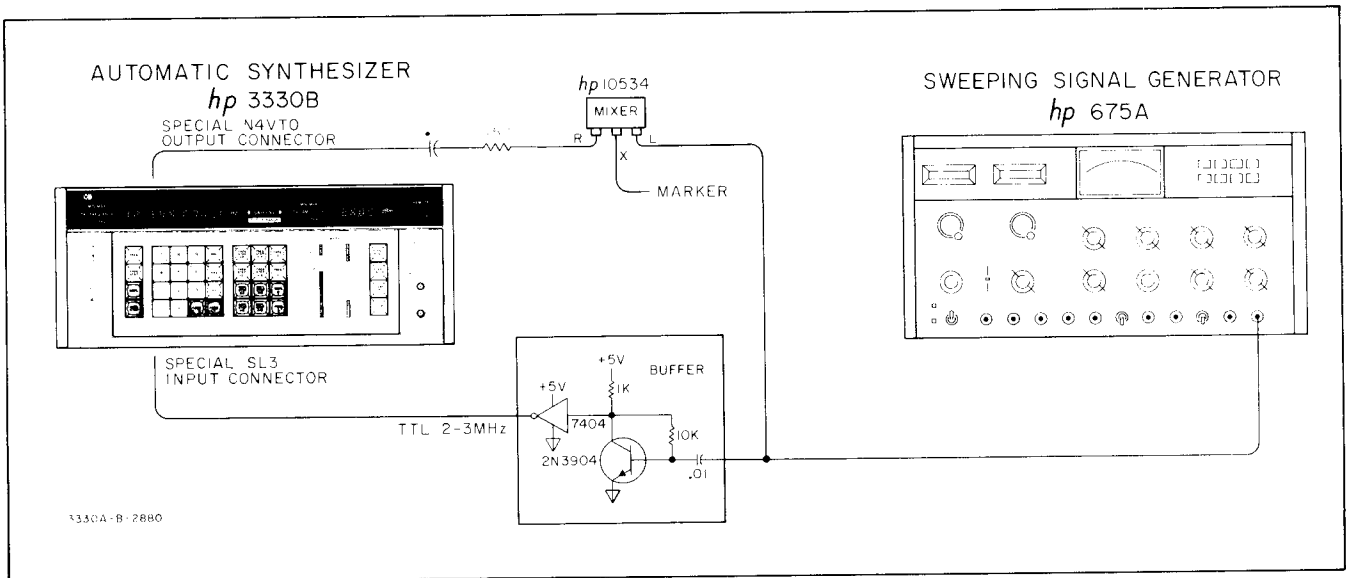 AUTOMATIC SYNTHESIZER
hp 3330B
SPECIAL N4VTO
OUTPUT CONNECTOR
hp 10534
MIXER
R
X
L
MARKER
SWEEPING SIGNAL GENERATOR
hp 675A
SPECIAL SL3
INPUT CONNECTOR
TTL 2-3MHz
BUFFER
+5V
1K
+5V
7404
10K
2N3904
.01
3330A-B-2880